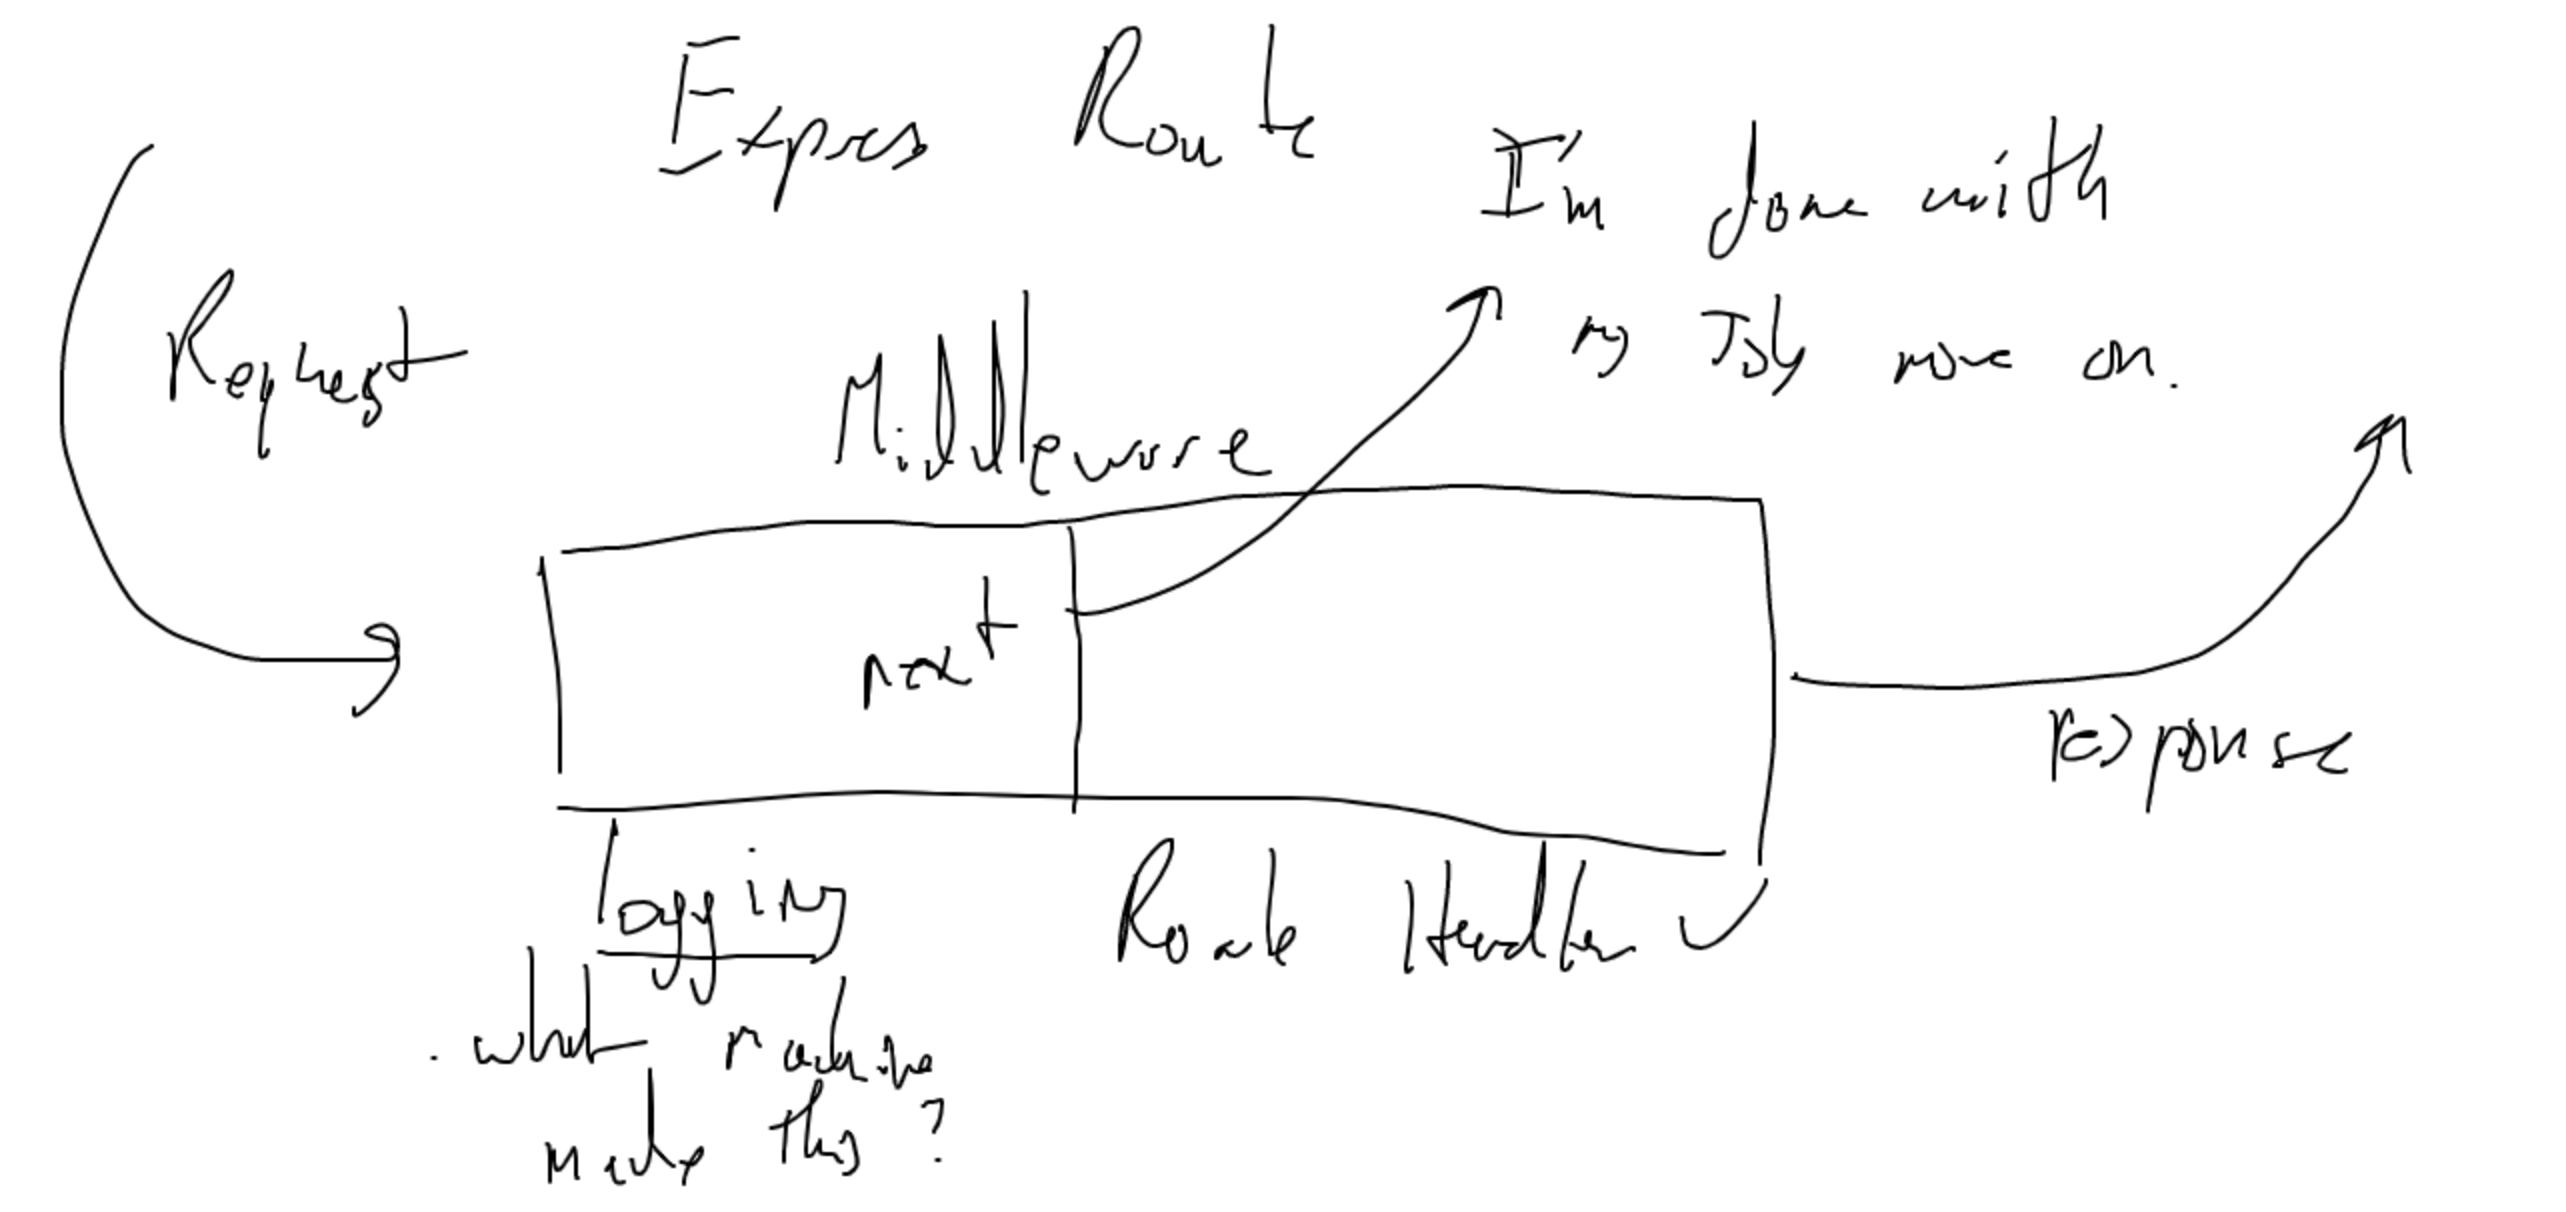 Expres Route
I'm done with
my Job move on.
Request
Middleware
next
response
logging
Route Handler
. what machine
made this?